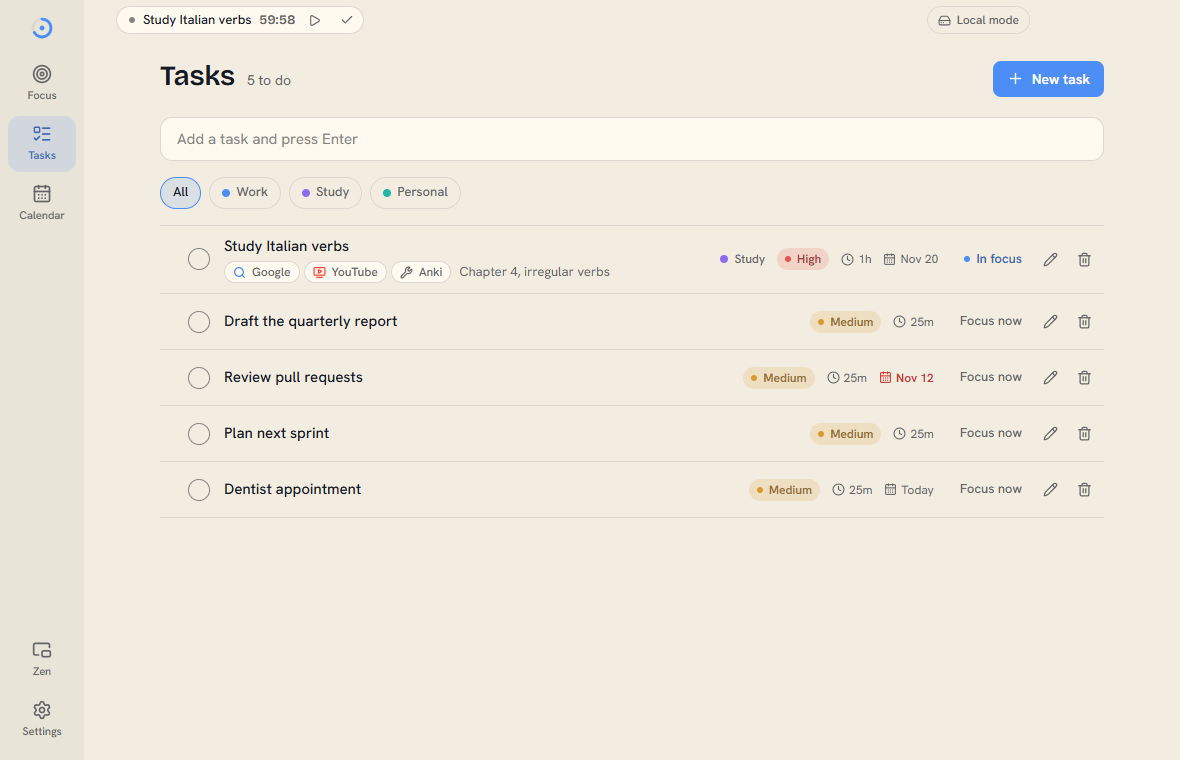 Study Italian verbs 59:58
Local mode
Focus
Tasks
Calendar
Zen
Settings
Tasks 5 to do
New task
Add a task and press Enter
All Work Study Personal
Study Italian verbs
Google YouTube Anki Chapter 4, irregular verbs
Study High 1h Nov 20 In focus
Draft the quarterly report Medium 25m Focus now
Review pull requests Medium 25m Nov 12 Focus now
Plan next sprint Medium 25m Focus now
Dentist appointment Medium 25m Today Focus now